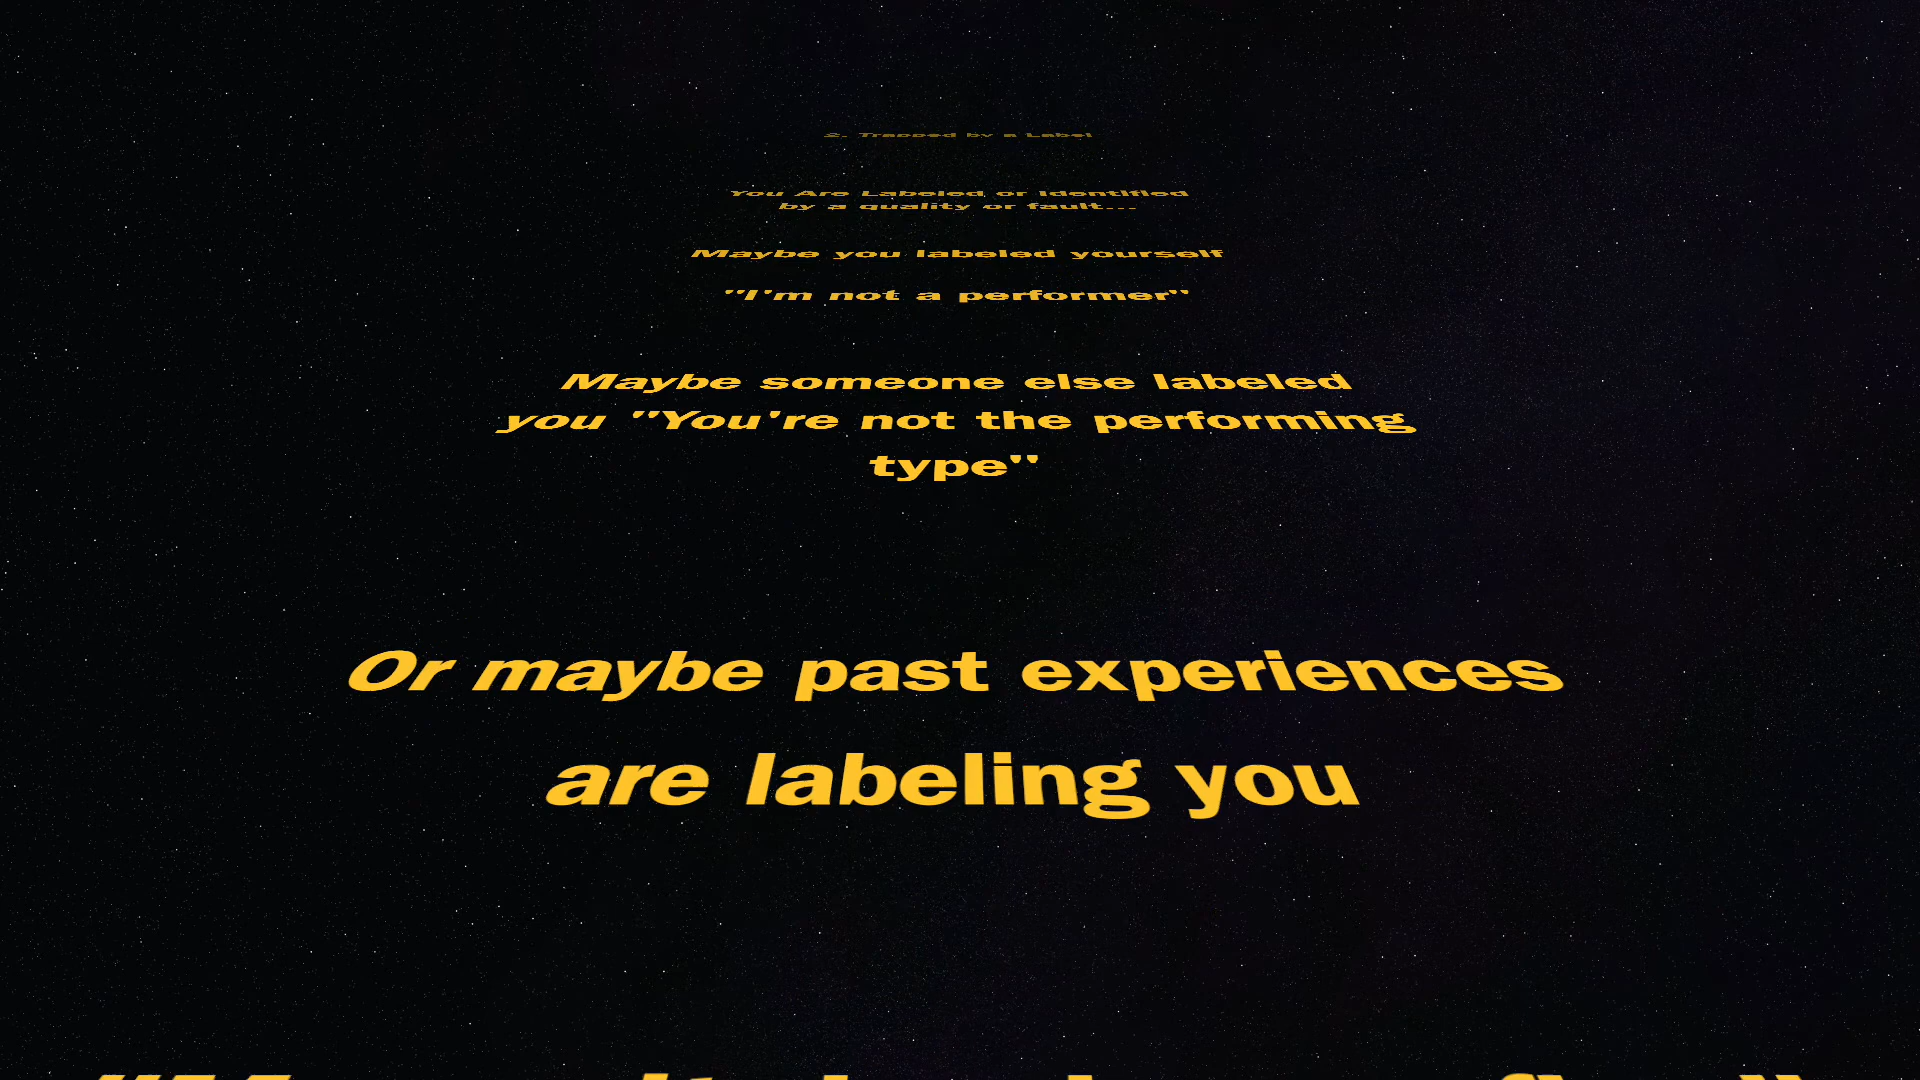 2. Trapped by a Label
You Are Labeled or Identified
by a quality or fault...
Maybe you labeled yourself
"I'm not a performer"
Maybe someone else labeled
you "You're not the performing
type"
Or maybe past experiences
are labeling you